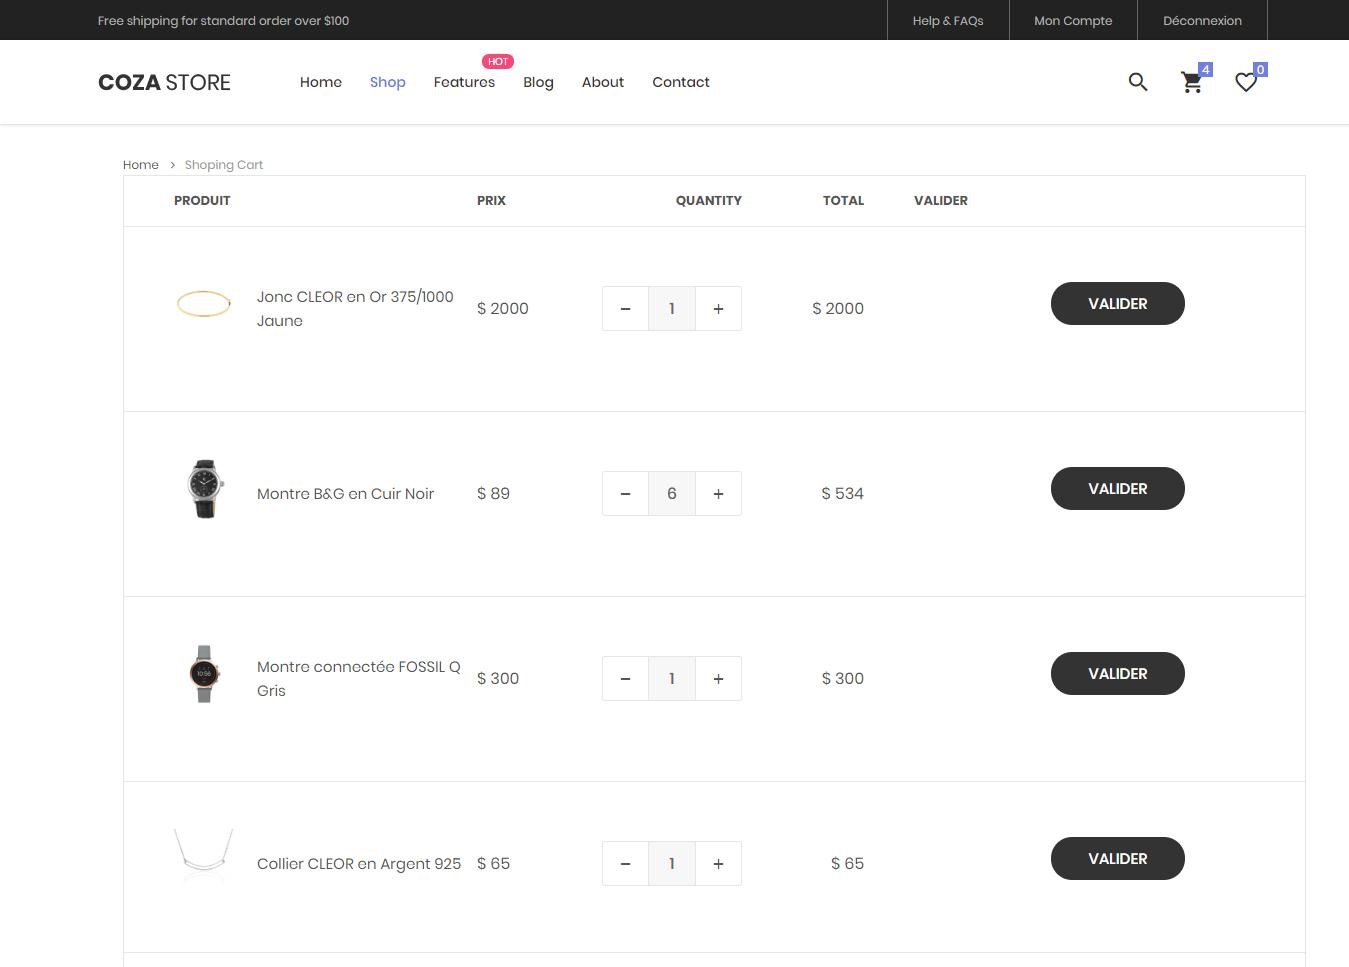 Free shipping for standard order over $100
Help & FAQs
Mon Compte
Déconnexion
COZA STORE
Home
Shop
Features
HOT
Blog
About
Contact
4
0
Home > Shoping Cart
PRODUIT PRIX QUANTITY TOTAL VALIDER
Jonc CLEOR en Or 375/1000
Jaune
$ 2000
− 1 +
$ 2000
VALIDER
Montre B&G en Cuir Noir
$ 89
− 6 +
$ 534
VALIDER
10:56
Montre connectée FOSSIL Q
Gris
$ 300
− 1 +
$ 300
VALIDER
Collier CLEOR en Argent 925
$ 65
− 1 +
$ 65
VALIDER